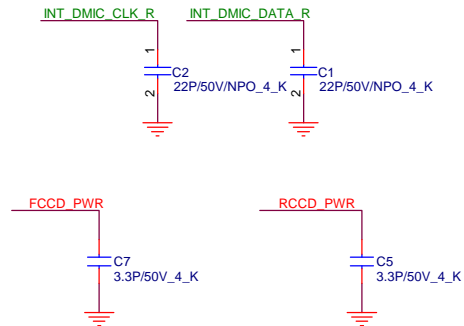 INT_DMIC_CLK_R INT_DMIC_DATA_R
1 1
C2 C1
22P/50V/NPO_4_K 22P/50V/NPO_4_K
2 2
FCCD_PWR RCCD_PWR
C7 C5
3.3P/50V_4_K 3.3P/50V_4_K